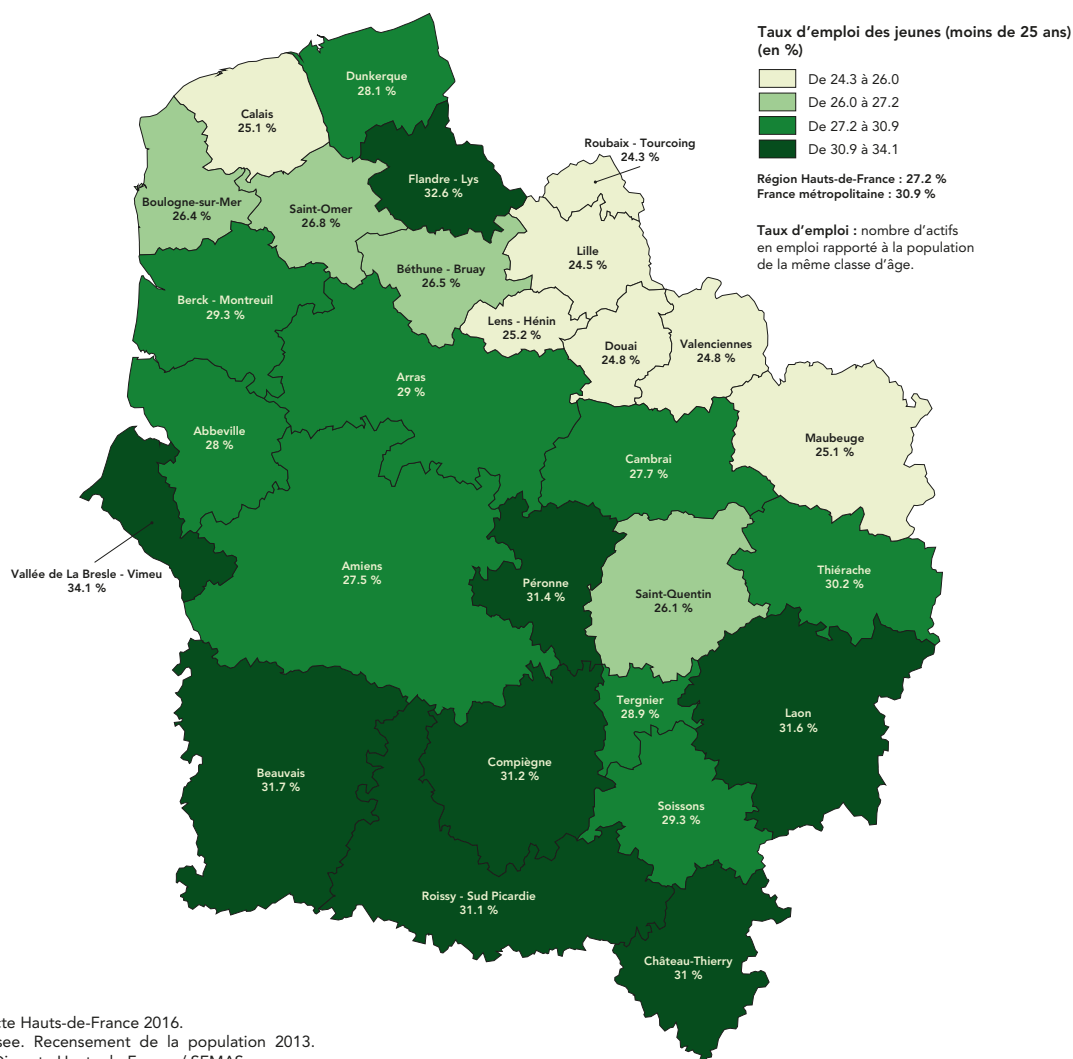 Taux d'emploi des jeunes (moins de 25 ans)
(en %)
De 24.3 à 26.0
De 26.0 à 27.2
De 27.2 à 30.9
De 30.9 à 34.1
Région Hauts-de-France : 27.2 %
France métropolitaine : 30.9 %
Taux d'emploi : nombre d'actifs
en emploi rapporté à la population
de la même classe d'âge.
Dunkerque
28.1 %
Calais
25.1 %
Roubaix - Tourcoing
24.3 %
Flandre - Lys
32.6 %
Boulogne-sur-Mer
26.4 %
Saint-Omer
26.8 %
Lille
24.5 %
Béthune - Bruay
26.5 %
Berck - Montreuil
29.3 %
Lens - Hénin
25.2 %
Douai
24.8 %
Valenciennes
24.8 %
Arras
29 %
Abbeville
28 %
Maubeuge
25.1 %
Cambrai
27.7 %
Vallée de La Bresle - Vimeu
34.1 %
Amiens
27.5 %
Péronne
31.4 %
Saint-Quentin
26.1 %
Thiérache
30.2 %
Tergnier
28.9 %
Laon
31.6 %
Beauvais
31.7 %
Compiègne
31.2 %
Soissons
29.3 %
Roissy - Sud Picardie
31.1 %
Château-Thierry
31 %
Hauts-de-France 2016.
Recensement de la population 2013.